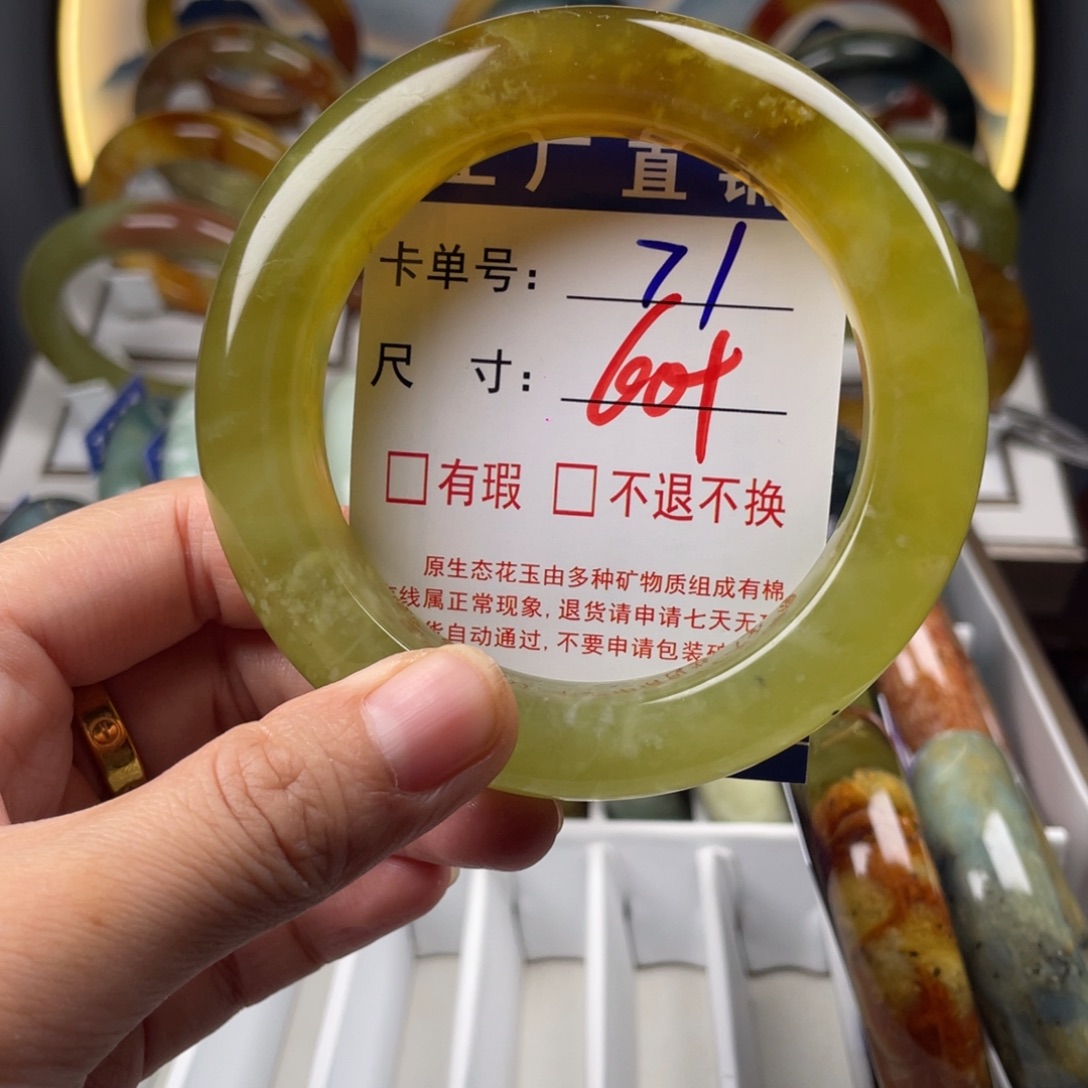 工厂直销
卡单号: 71
尺 寸: 60+
□有瑕 □不退不换
原生态花玉由多种矿物质组成有棉
线属正常现象, 退货请申请七天无
货自动通过, 不要申请包装破